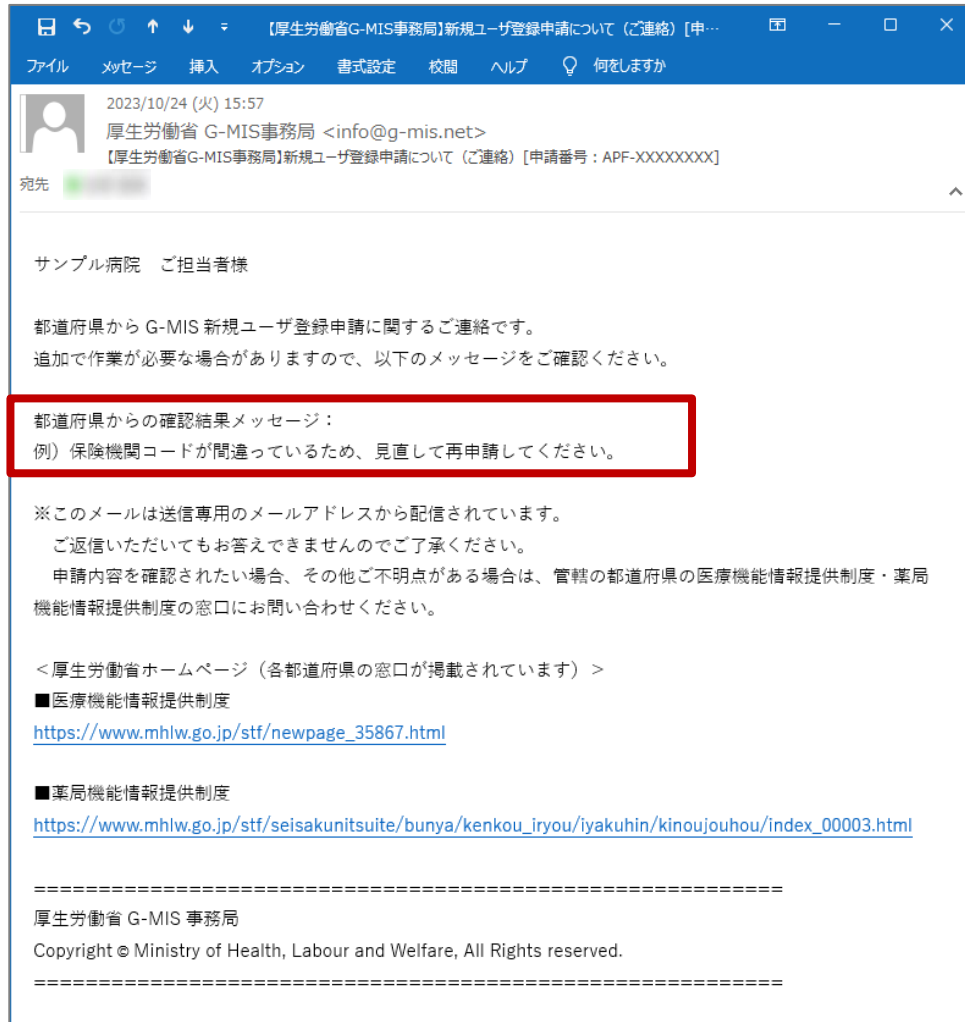 【厚生労働省G-MIS事務局】新規ユーザ登録申請について（ご連絡）[申…
ファイル メッセージ 挿入 オプション 書式設定 校閲 ヘルプ 何をしますか
2023/10/24 (火) 15:57
厚生労働省 G-MIS事務局 <info@g-mis.net>
【厚生労働省G-MIS事務局】新規ユーザ登録申請について（ご連絡）[申請番号：APF-XXXXXXXX]
宛先
サンプル病院　ご担当者様
都道府県から G-MIS 新規ユーザ登録申請に関するご連絡です。
追加で作業が必要な場合がありますので、以下のメッセージをご確認ください。
都道府県からの確認結果メッセージ：
例）保険機関コードが間違っているため、見直して再申請してください。
※このメールは送信専用のメールアドレスから配信されています。
ご返信いただいてもお答えできませんのでご了承ください。
申請内容を確認されたい場合、その他ご不明点がある場合は、管轄の都道府県の医療機能情報提供制度・薬局
機能情報提供制度の窓口にお問い合わせください。
＜厚生労働省ホームページ（各都道府県の窓口が掲載されています）＞
■医療機能情報提供制度
https://www.mhlw.go.jp/stf/newpage_35867.html
■薬局機能情報提供制度
https://www.mhlw.go.jp/stf/seisakunitsuite/bunya/kenkou_iryou/iyakuhin/kinoujouhou/index_00003.html
==========================================================
厚生労働省 G-MIS 事務局
Copyright © Ministry of Health, Labour and Welfare, All Rights reserved.
==========================================================